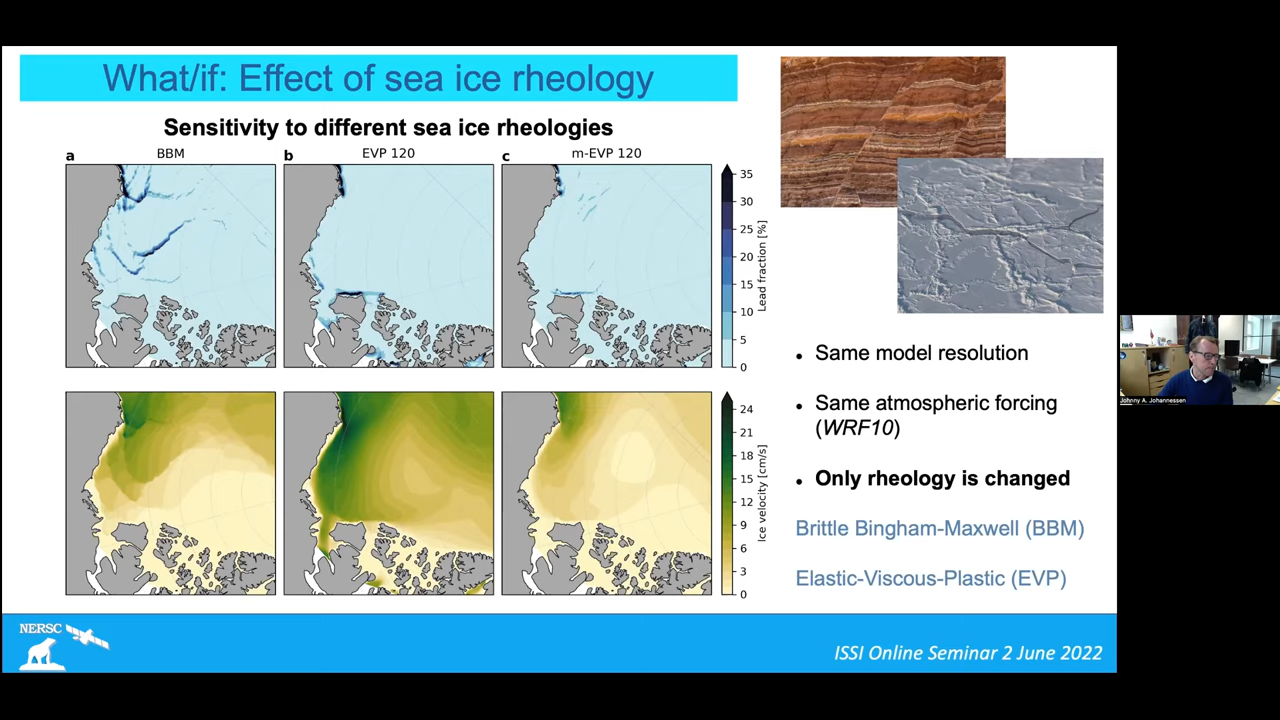 What/if: Effect of sea ice rheology
Sensitivity to different sea ice rheologies
a BBM
b EVP 120
c m-EVP 120
35
30
25
20
15
10
5
0
Lead fraction [%]
24
21
18
15
12
9
6
3
0
Ice velocity [cm/s]
• Same model resolution
• Same atmospheric forcing
(WRF10)
• Only rheology is changed
Brittle Bingham-Maxwell (BBM)
Elastic-Viscous-Plastic (EVP)
NERSC
ISSI Online Seminar 2 June 2022
Johnny A. Johannessen